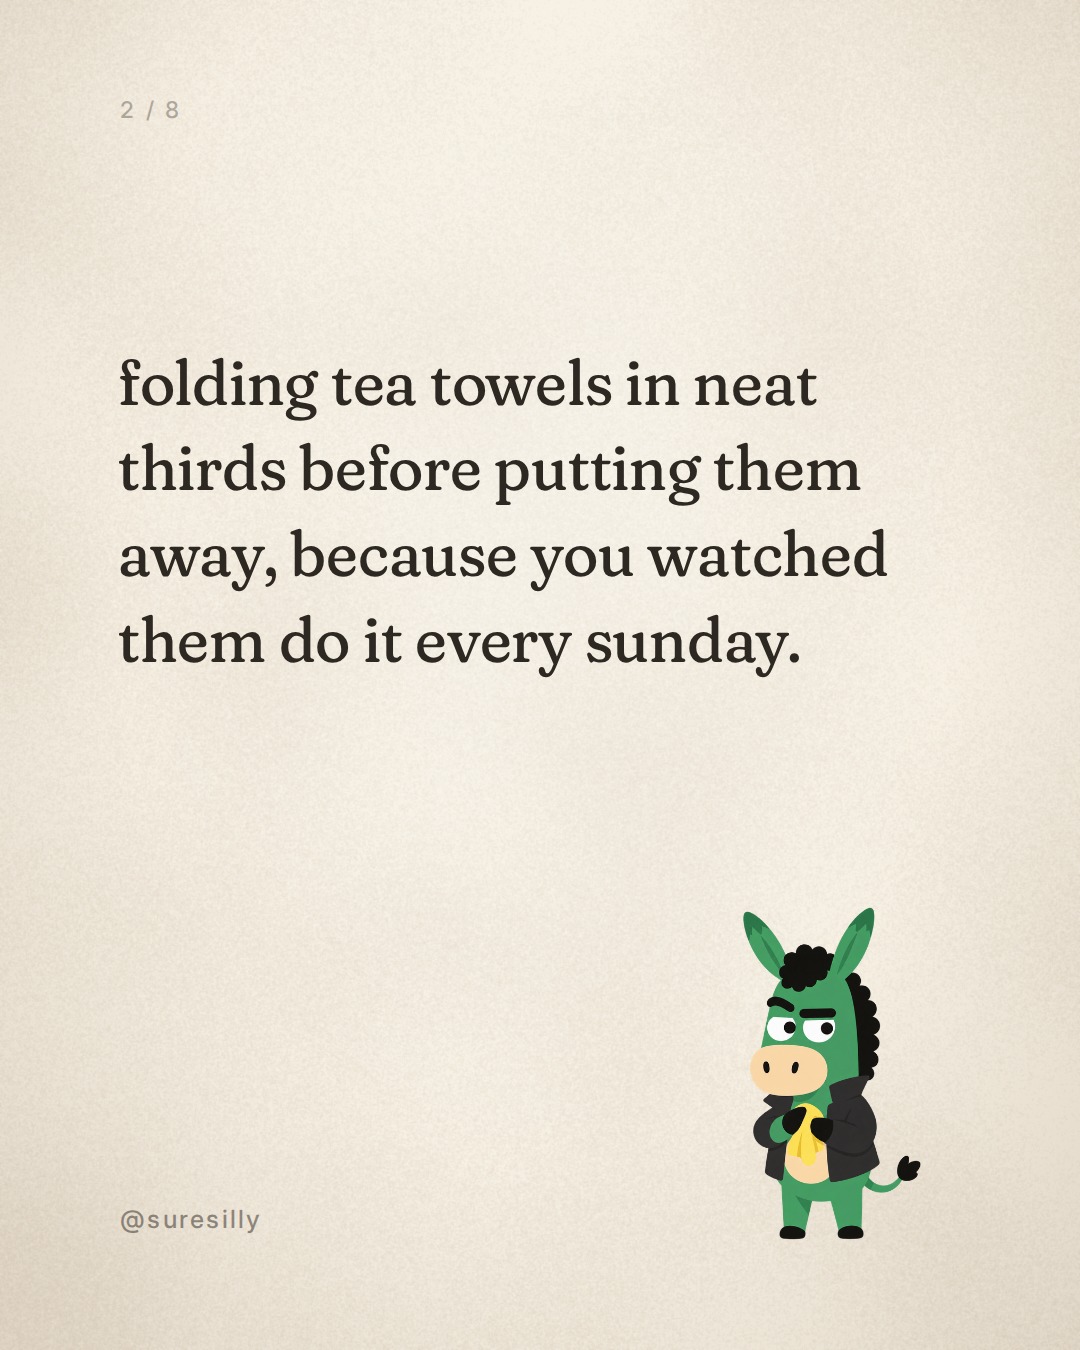 2 / 8
folding tea towels in neat
thirds before putting them
away, because you watched
them do it every sunday.
@suresilly